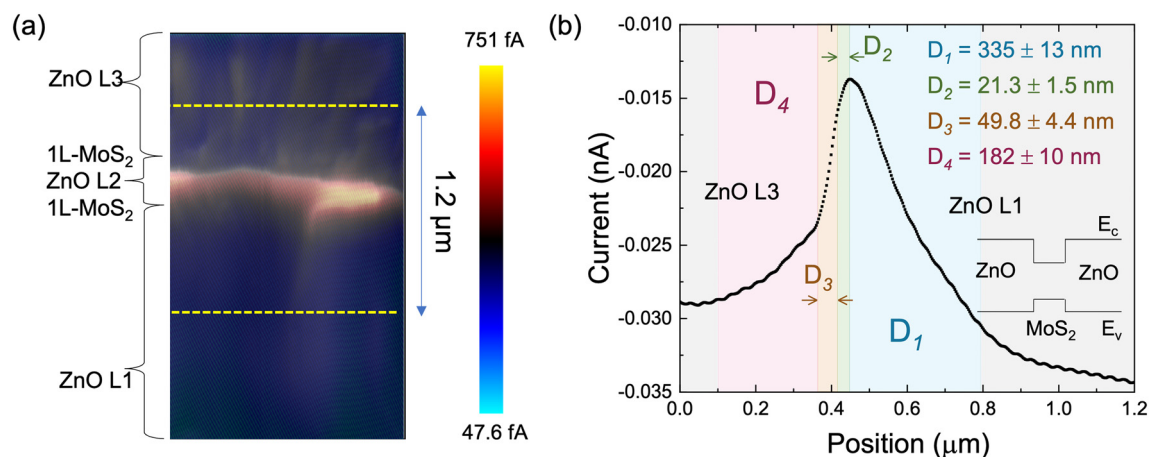 (a)
751 fA
ZnO L3
1L-MoS2
ZnO L2
1L-MoS2
ZnO L1
1.2 µm
47.6 fA
(b)
-0.010
-0.015
-0.020
-0.025
-0.030
-0.035
Current (nA)
D2
D1 = 335 ± 13 nm
D2 = 21.3 ± 1.5 nm
D3 = 49.8 ± 4.4 nm
D4 = 182 ± 10 nm
D4
ZnO L3
ZnO L1
Ec
ZnO
ZnO
D3
MoS2
Ev
D1
0.0 0.2 0.4 0.6 0.8 1.0 1.2
Position (µm)